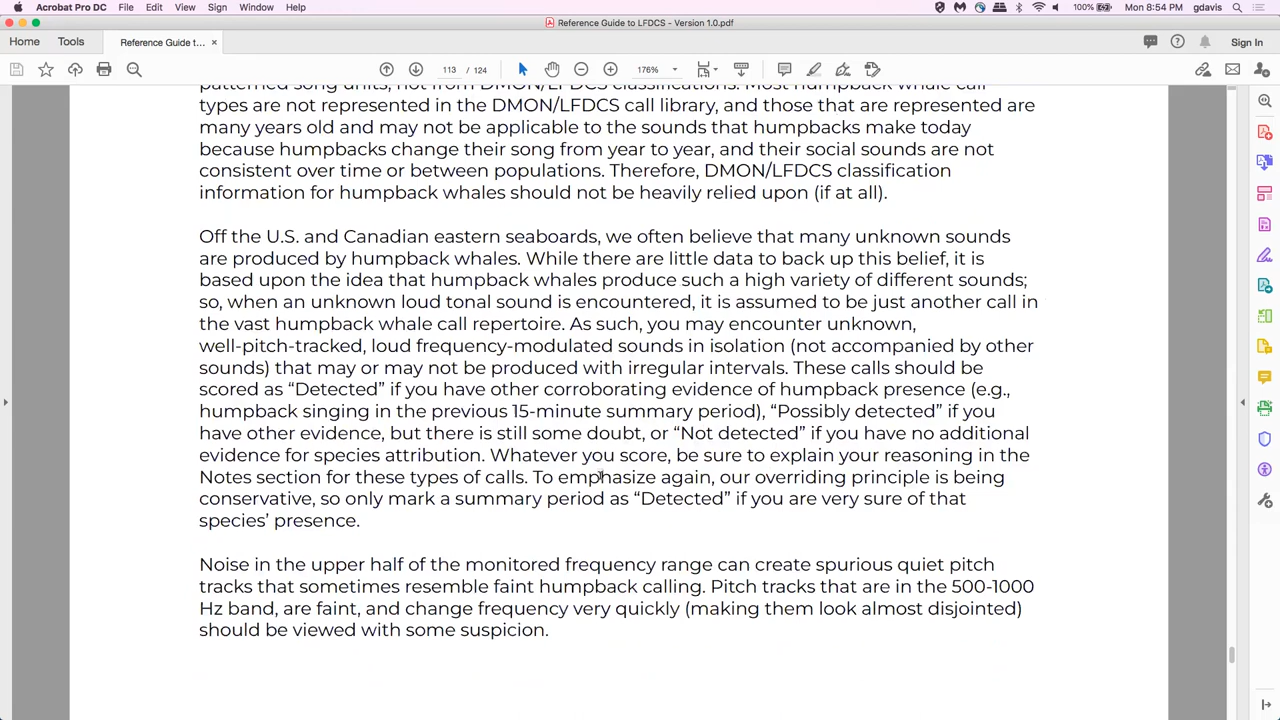 Acrobat Pro DC File Edit View Sign Window Help 100% Mon 8:54 PM gdavis
Reference Guide to LFDCS - Version 1.0.pdf
Home Tools Reference Guide t... × Sign In
113 / 124 176%
patterned song units, not from DMON/LFDCS classifications. Most humpback whale call
types are not represented in the DMON/LFDCS call library, and those that are represented are
many years old and may not be applicable to the sounds that humpbacks make today
because humpbacks change their song from year to year, and their social sounds are not
consistent over time or between populations. Therefore, DMON/LFDCS classification
information for humpback whales should not be heavily relied upon (if at all).
Off the U.S. and Canadian eastern seaboards, we often believe that many unknown sounds
are produced by humpback whales. While there are little data to back up this belief, it is
based upon the idea that humpback whales produce such a high variety of different sounds;
so, when an unknown loud tonal sound is encountered, it is assumed to be just another call in
the vast humpback whale call repertoire. As such, you may encounter unknown,
well-pitch-tracked, loud frequency-modulated sounds in isolation (not accompanied by other
sounds) that may or may not be produced with irregular intervals. These calls should be
scored as “Detected” if you have other corroborating evidence of humpback presence (e.g.,
humpback singing in the previous 15-minute summary period), “Possibly detected” if you
have other evidence, but there is still some doubt, or “Not detected” if you have no additional
evidence for species attribution. Whatever you score, be sure to explain your reasoning in the
Notes section for these types of calls. To emphasize again, our overriding principle is being
conservative, so only mark a summary period as “Detected” if you are very sure of that
species’ presence.
Noise in the upper half of the monitored frequency range can create spurious quiet pitch
tracks that sometimes resemble faint humpback calling. Pitch tracks that are in the 500-1000
Hz band, are faint, and change frequency very quickly (making them look almost disjointed)
should be viewed with some suspicion.